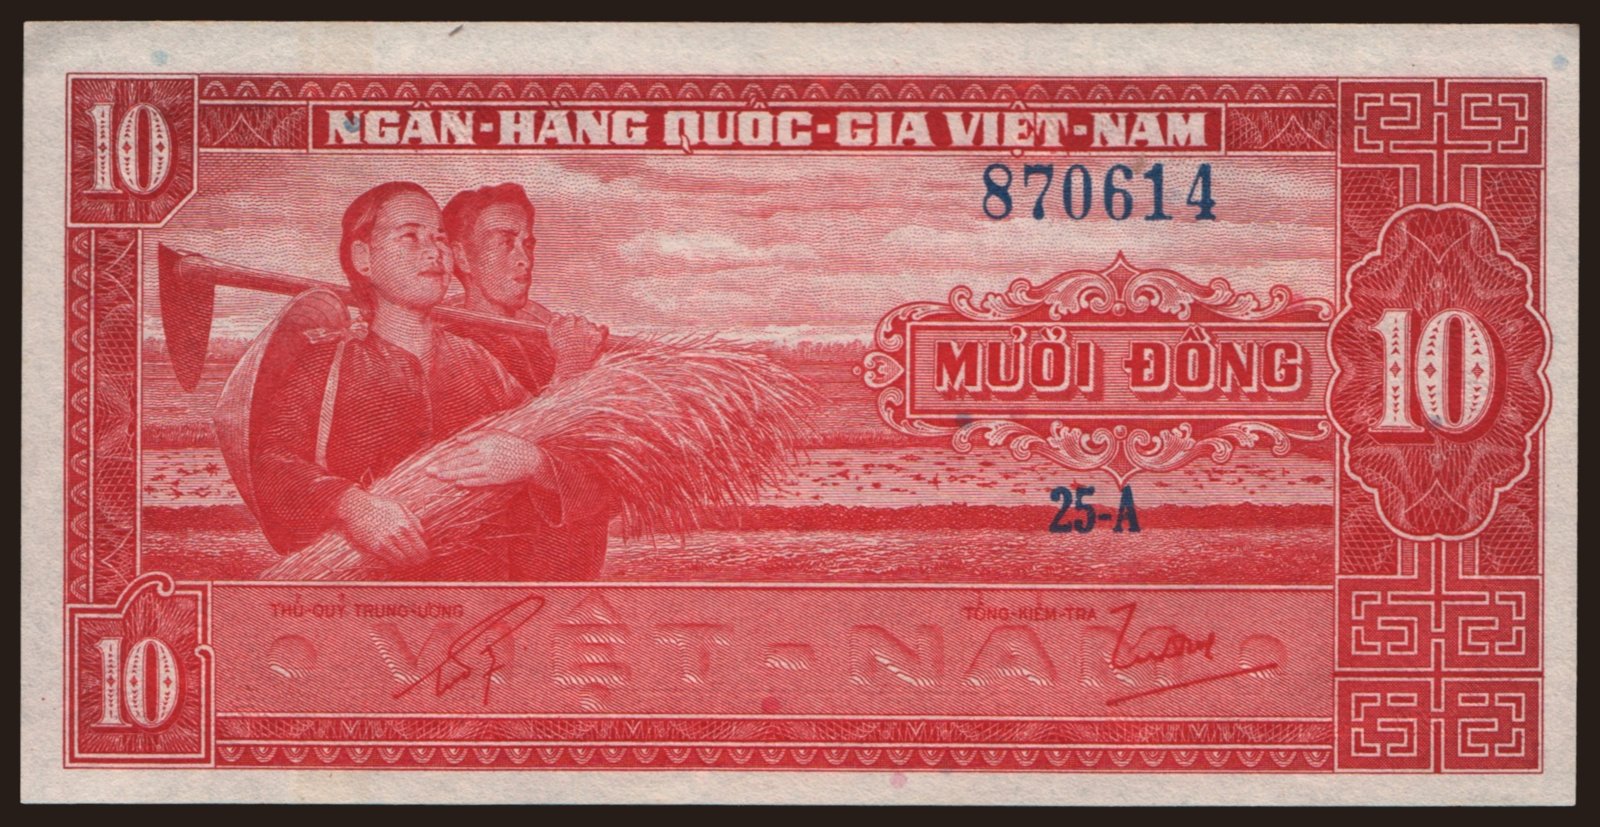 10
NGÂN-HÀNG QUỐC-GIA VIỆT-NAM
870614
MƯỜI ĐỒNG
10
25-A
THỦ-QUỸ TRUNG-ƯƠNG
TỔNG-KIỂM-TRA
VIỆT-NAM
10